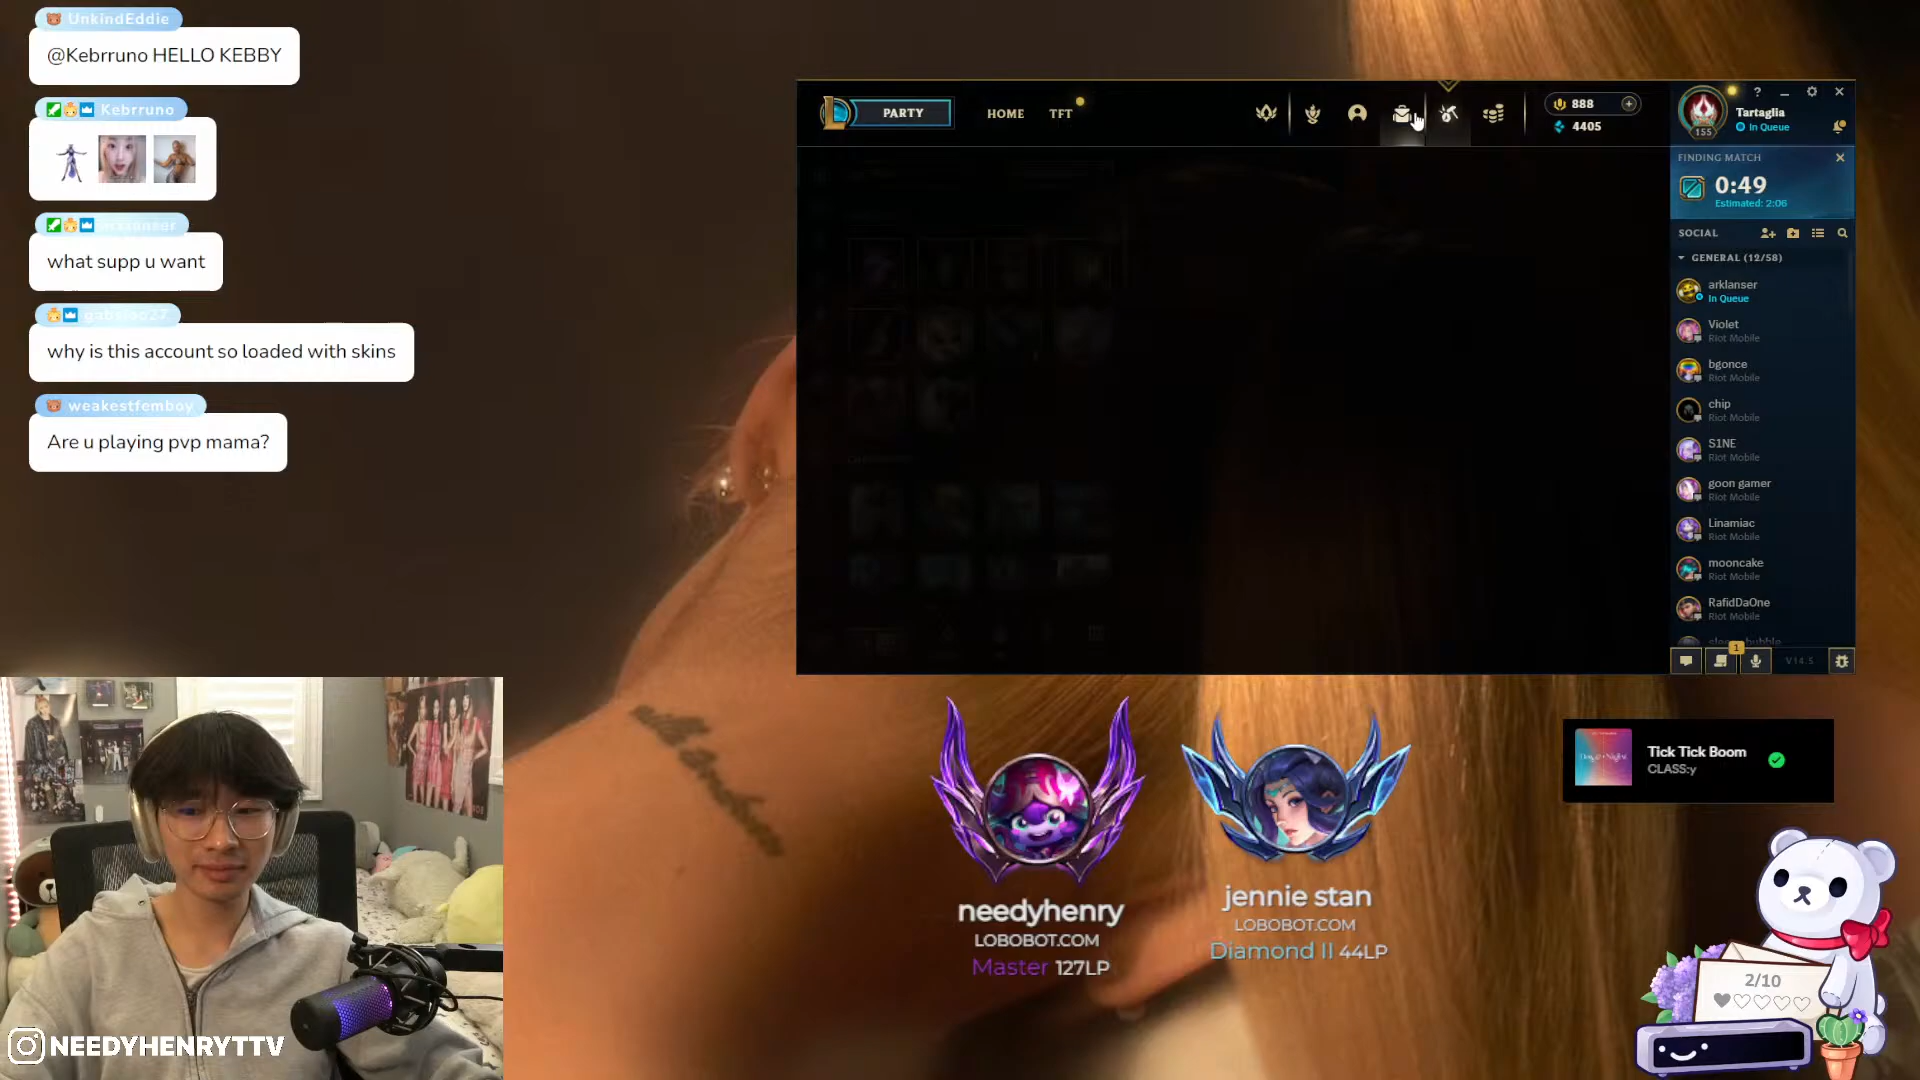 UnkindEddie
@Kebrruno HELLO KEBBY
Kebrruno
what supp u want
why is this account so loaded with skins
weakestfemboy
Are u playing pvp mama?
PARTY
HOME
TFT
888
4405
?
155
Tartaglia
In Queue
FINDING MATCH
0:49
Estimated: 2:06
SOCIAL
GENERAL (12/58)
arklanser
In Queue
Violet
Riot Mobile
bgonce
Riot Mobile
chip
Riot Mobile
S1NE
Riot Mobile
goon gamer
Riot Mobile
Linamiac
Riot Mobile
mooncake
Riot Mobile
RafidDaOne
Riot Mobile
1
V14.5
needyhenry
LOBOBOT.COM
Master 127LP
jennie stan
LOBOBOT.COM
Diamond II 44LP
Tick Tick Boom
CLASS:y
2/10
NEEDYHENRYTTV